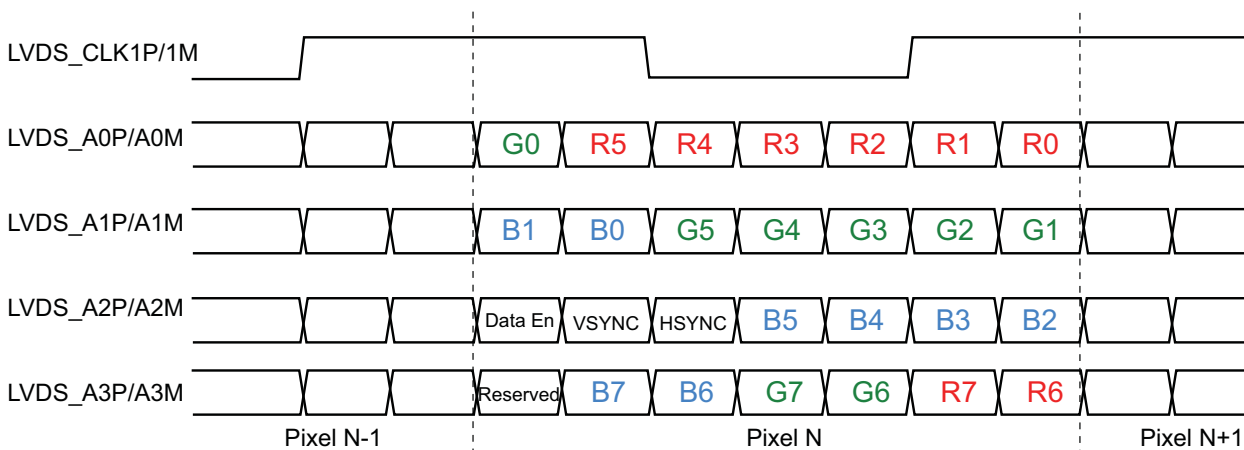 LVDS_CLK1P/1M
LVDS_A0P/A0M G0 R5 R4 R3 R2 R1 R0
LVDS_A1P/A1M B1 B0 G5 G4 G3 G2 G1
LVDS_A2P/A2M Data En VSYNC HSYNC B5 B4 B3 B2
LVDS_A3P/A3M Reserved B7 B6 G7 G6 R7 R6
Pixel N-1 Pixel N Pixel N+1